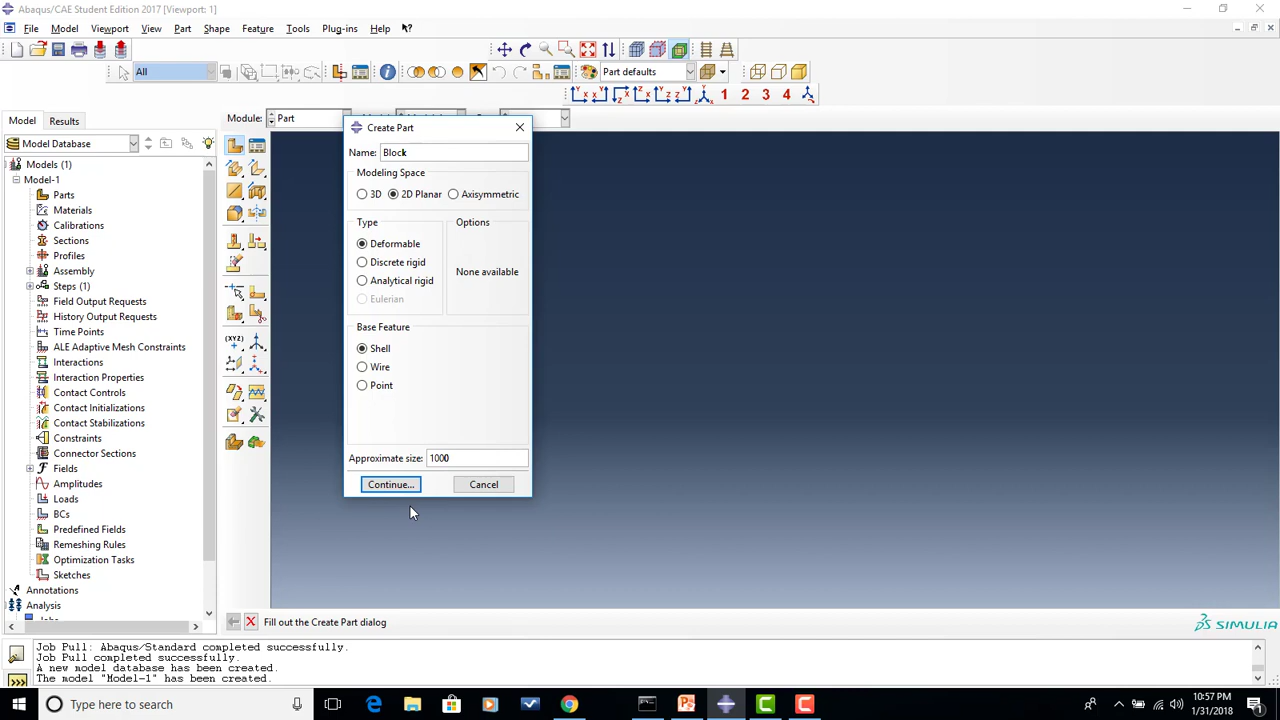 Abaqus/CAE Student Edition 2017 [Viewport: 1]
File Model Viewport View Part Shape Feature Tools Plug-ins Help
All Part defaults
1 2 3 4
Model Results Module: Part
Model Database
Models (1)
Model-1
Parts
Materials
Calibrations
Sections
Profiles
Assembly
Steps (1)
Field Output Requests
History Output Requests
Time Points
ALE Adaptive Mesh Constraints
Interactions
Interaction Properties
Contact Controls
Contact Initializations
Contact Stabilizations
Constraints
Connector Sections
Fields
Amplitudes
Loads
BCs
Predefined Fields
Remeshing Rules
Optimization Tasks
Sketches
Annotations
Analysis
(XYZ)
Create Part
Name: Block
Modeling Space
3D 2D Planar Axisymmetric
Type Options
Deformable
Discrete rigid
None available
Analytical rigid
Eulerian
Base Feature
Shell
Wire
Point
Approximate size: 1000
Continue... Cancel
Fill out the Create Part dialog
SIMULIA
Job Pull: Abaqus/Standard completed successfully.
Job Pull completed successfully.
A new model database has been created.
The model "Model-1" has been created.
>>>
Type here to search
10:57 PM
1/31/2018